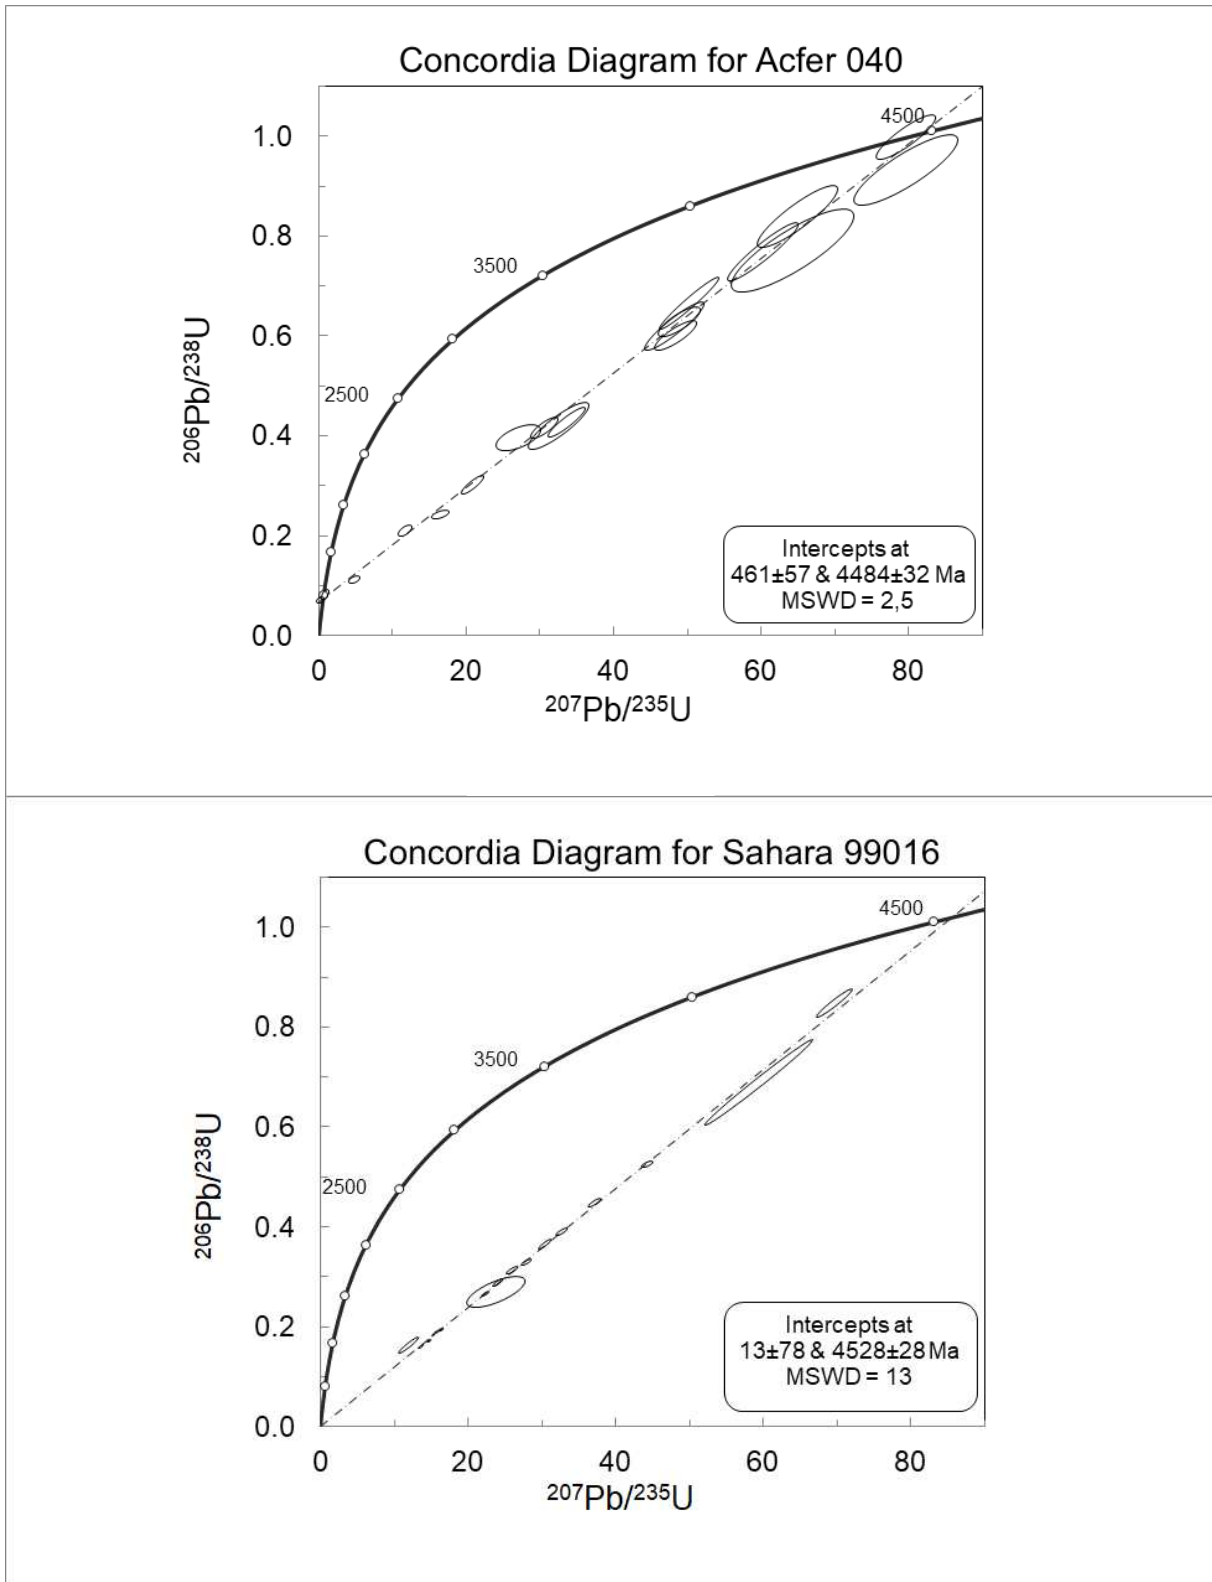 Concordia Diagram for Acfer 040
4500
1.0
0.8
3500
0.6
²⁰⁶Pb/²³⁸U
2500
0.4
0.2
Intercepts at
461±57 & 4484±32 Ma
MSWD = 2,5
0.0
0 20 40 60 80
²⁰⁷Pb/²³⁵U
Concordia Diagram for Sahara 99016
4500
1.0
0.8
3500
0.6
²⁰⁶Pb/²³⁸U
2500
0.4
0.2
Intercepts at
13±78 & 4528±28 Ma
MSWD = 13
0.0
0 20 40 60 80
²⁰⁷Pb/²³⁵U